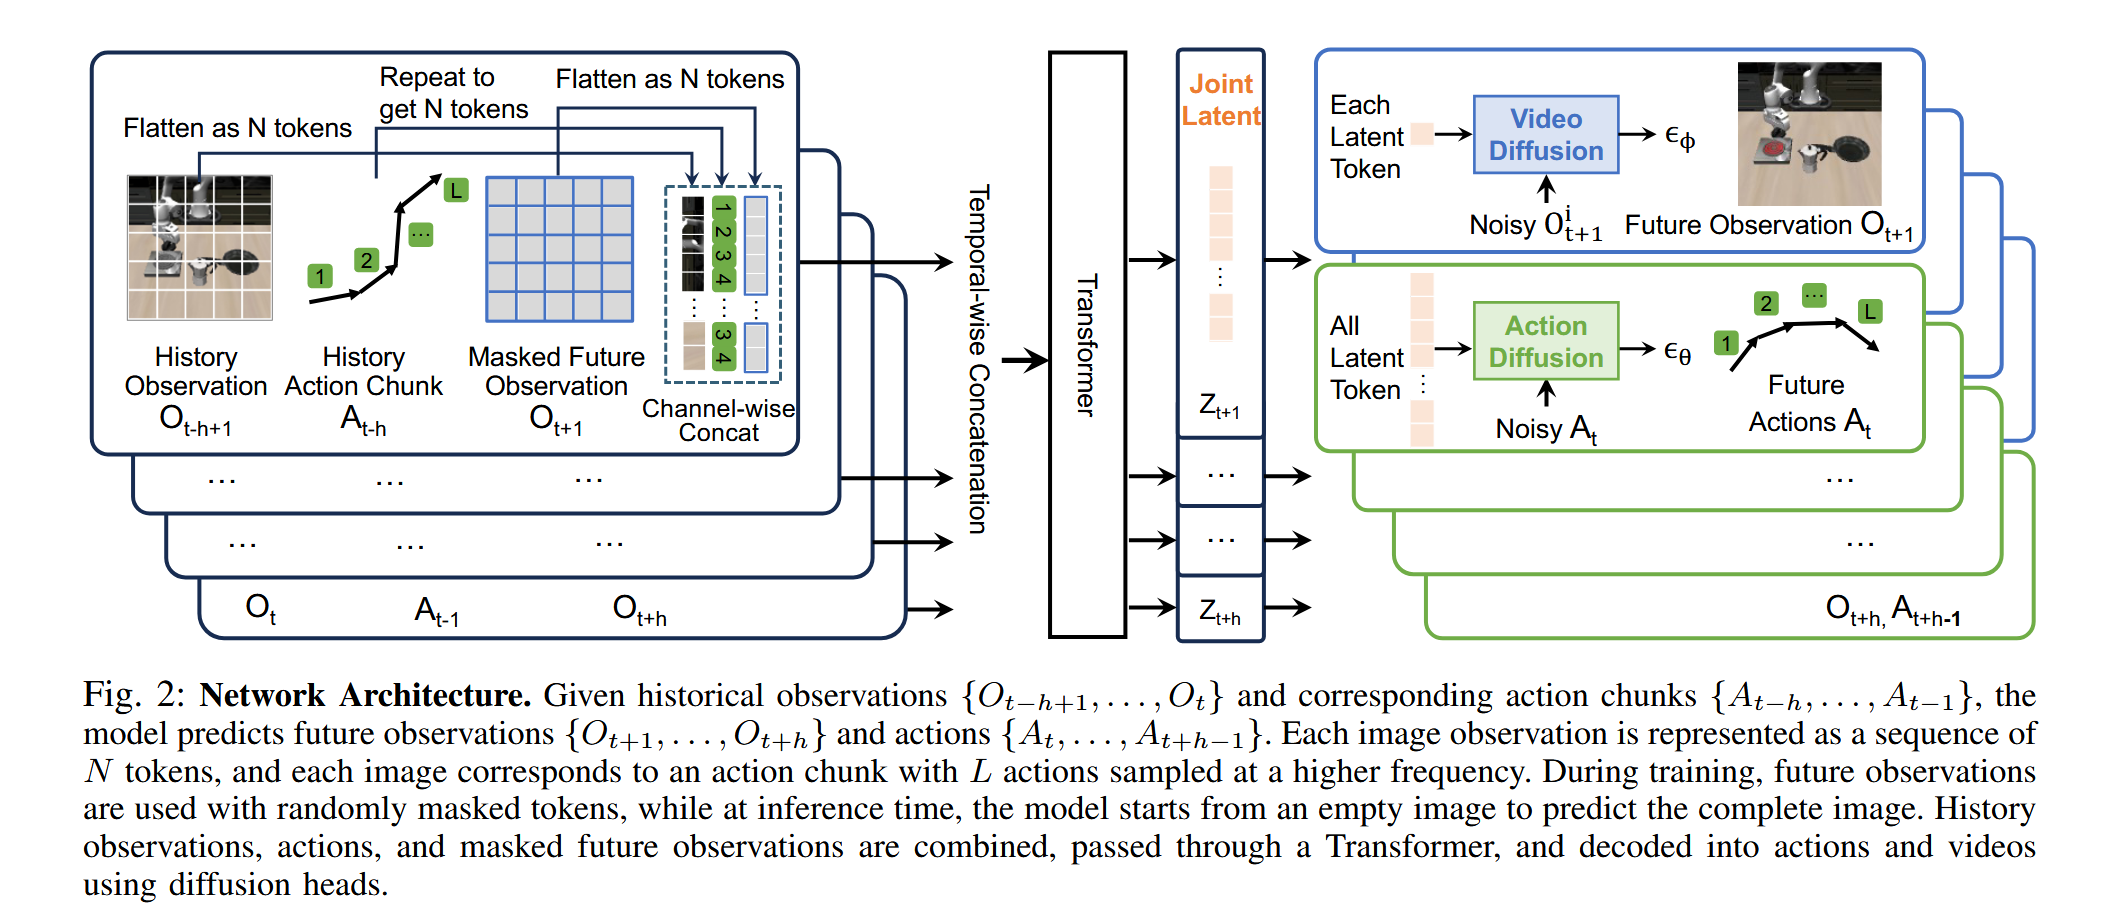 Flatten as N tokens
Repeat to
get N tokens
Flatten as N tokens
1
2
...
L
1
2
3
4
⋮
3
4
History
Observation
O_{t-h+1}
History
Action Chunk
A_{t-h}
Masked Future
Observation
O_{t+1}
Channel-wise
Concat
... ... ...
... ... ...
O_t A_{t-1} O_{t+h}
Temporal-wise Concatenation
Transformer
Joint
Latent
⋮
Z_{t+1}
...
...
Z_{t+h}
Each
Latent
Token
Video
Diffusion
ϵ_ϕ
Noisy O^i_{t+1}
Future Observation O_{t+1}
All
Latent
Token
⋮
Action
Diffusion
ϵ_θ
Noisy A_t
1
2
...
L
Future
Actions A_t
...
...
O_{t+h}, A_{t+h-1}
Fig. 2: Network Architecture. Given historical observations {O_{t−h+1}, . . . , O_t} and corresponding action chunks {A_{t−h}, . . . , A_{t−1}}, the
model predicts future observations {O_{t+1}, . . . , O_{t+h}} and actions {A_t, . . . , A_{t+h−1}}. Each image observation is represented as a sequence of
N tokens, and each image corresponds to an action chunk with L actions sampled at a higher frequency. During training, future observations
are used with randomly masked tokens, while at inference time, the model starts from an empty image to predict the complete image. History
observations, actions, and masked future observations are combined, passed through a Transformer, and decoded into actions and videos
using diffusion heads.